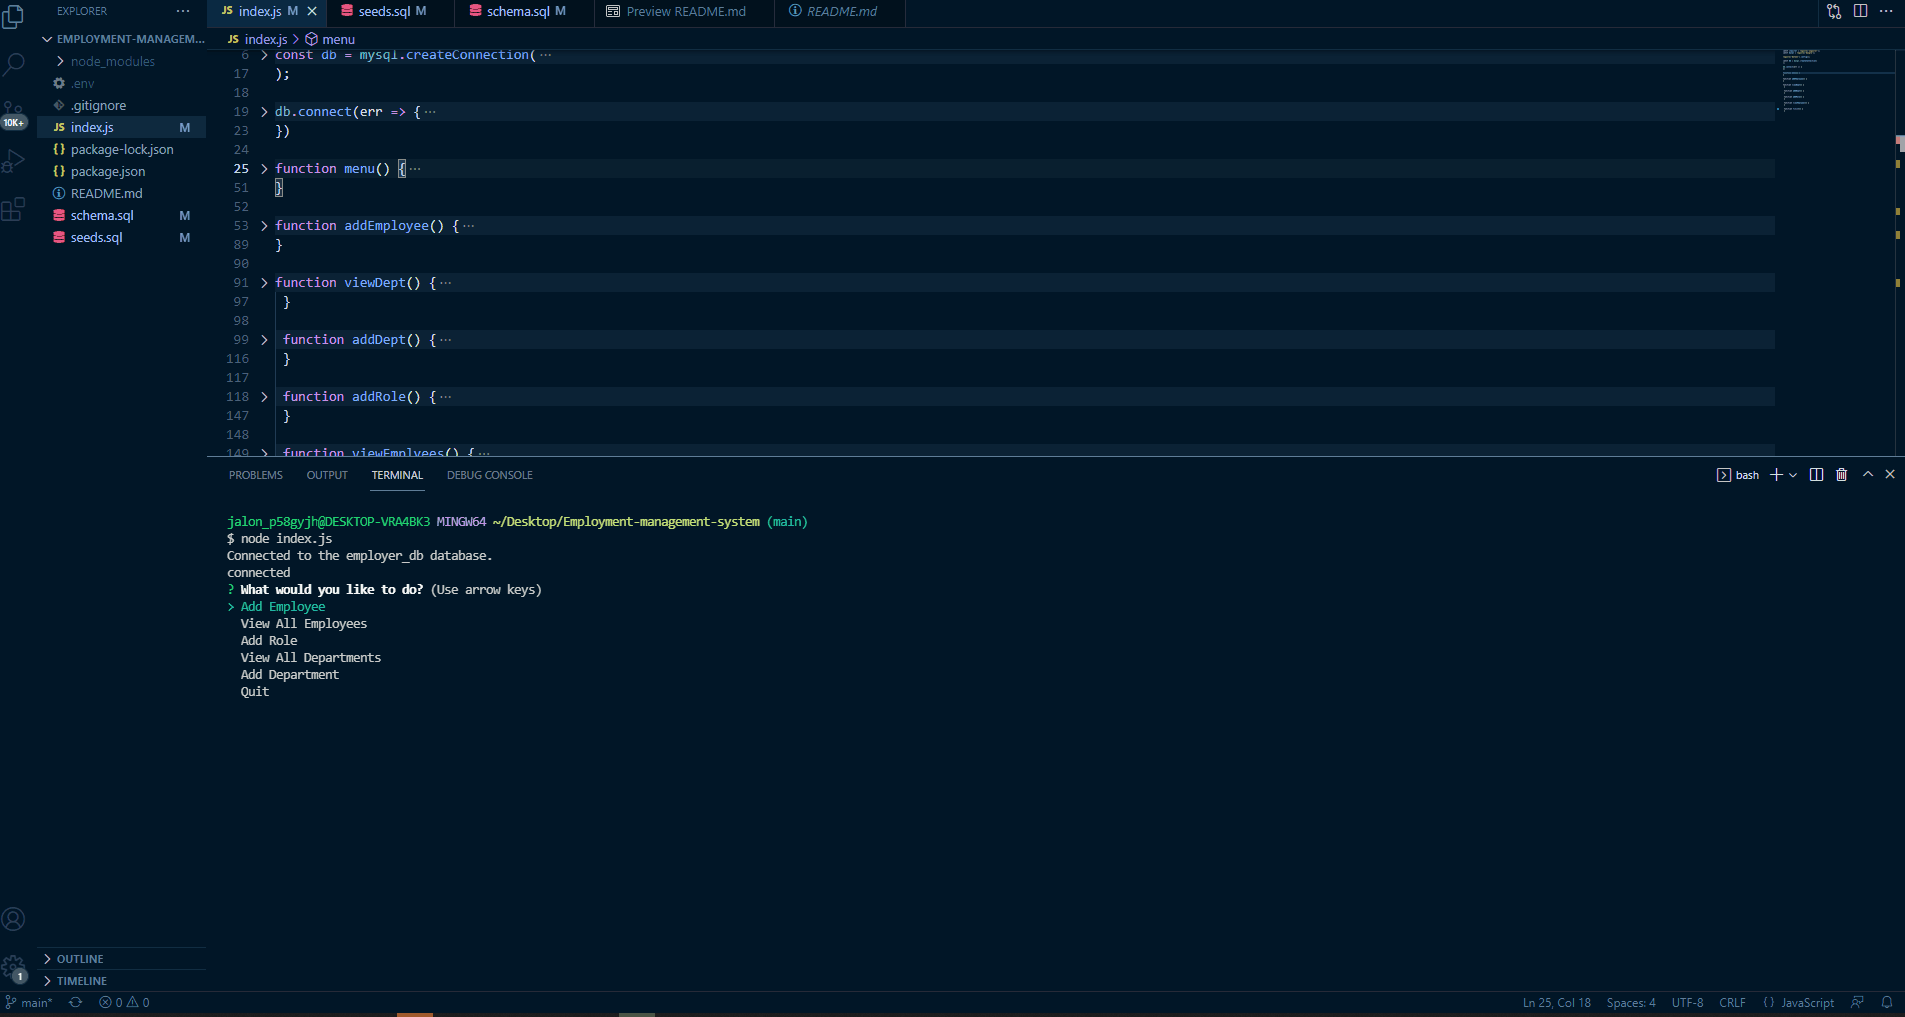 EXPLORER ···
JS index.js M ×
seeds.sql M
schema.sql M
Preview README.md
README.md
EMPLOYMENT-MANAGEM...
node_modules
.env
.gitignore
JS index.js M
{} package-lock.json
{} package.json
README.md
schema.sql M
seeds.sql M
10K+
JS index.js > menu
6 > const db = mysql.createConnection( ···
17 );
18
19 > db.connect(err => { ···
23 })
24
25 > function menu() { ···
51 }
52
53 > function addEmployee() { ···
89 }
90
91 > function viewDept() { ···
97 }
98
99 > function addDept() { ···
116 }
117
118 > function addRole() { ···
147 }
148
149 > function viewEmlyees() { ···
PROBLEMS OUTPUT TERMINAL DEBUG CONSOLE
bash
jalon_p58gyjh@DESKTOP-VRA4BK3 MINGW64 ~/Desktop/Employment-management-system (main)
$ node index.js
Connected to the employer_db database.
connected
? What would you like to do? (Use arrow keys)
> Add Employee
View All Employees
Add Role
View All Departments
Add Department
Quit
OUTLINE
TIMELINE
1
main* 0 0
Ln 25, Col 18 Spaces: 4 UTF-8 CRLF {} JavaScript